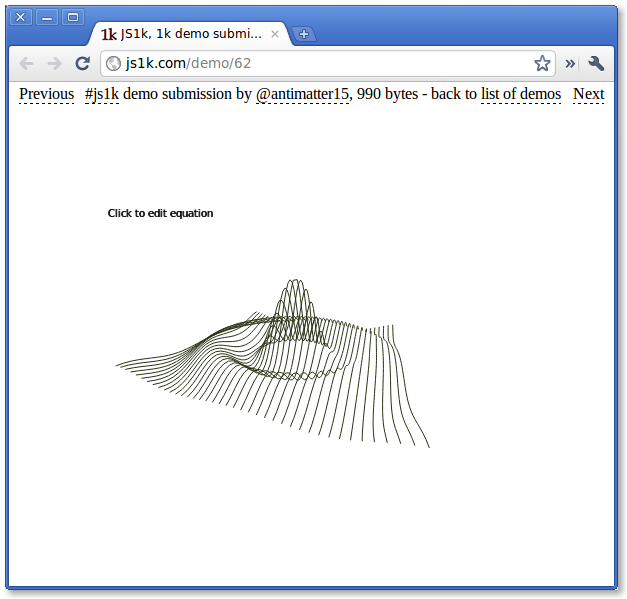 1k JS1k, 1k demo submi...
js1k.com/demo/62
Previous #js1k demo submission by @antimatter15, 990 bytes - back to list of demos Next
Click to edit equation